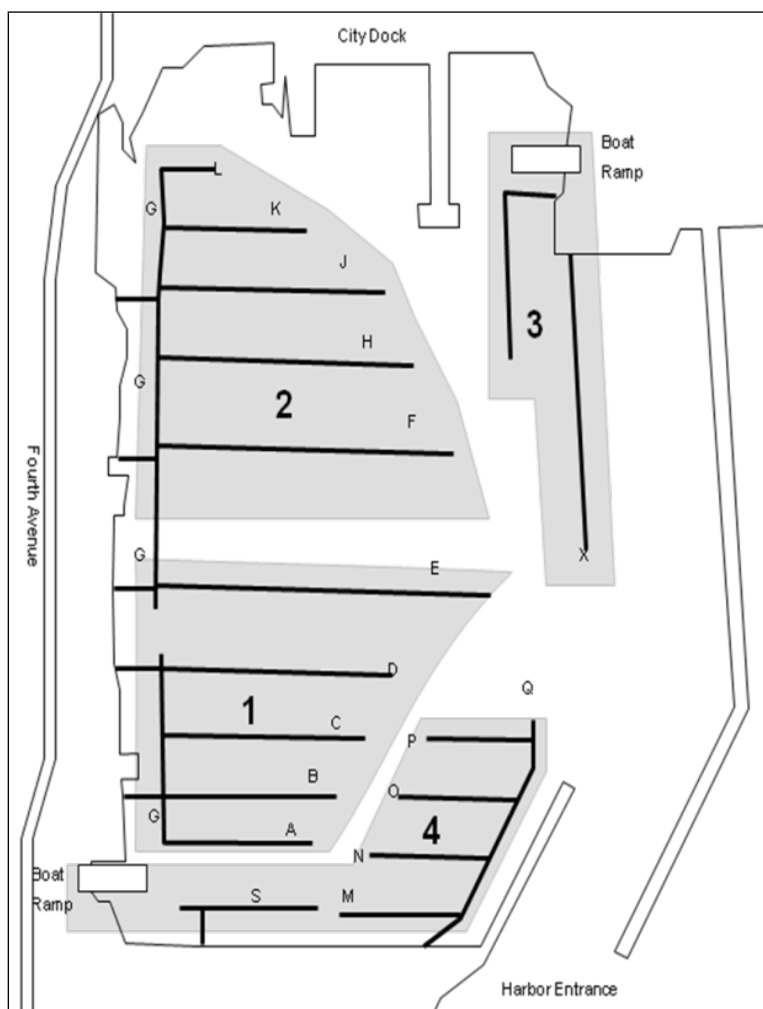 City Dock
Boat
Ramp
L
G
K
J
3
H
G
2
F
Fourth Avenue
G
E
X
D
Q
1
C
P
B
O
G
A
4
N
Boat
Ramp
S
M
Harbor Entrance